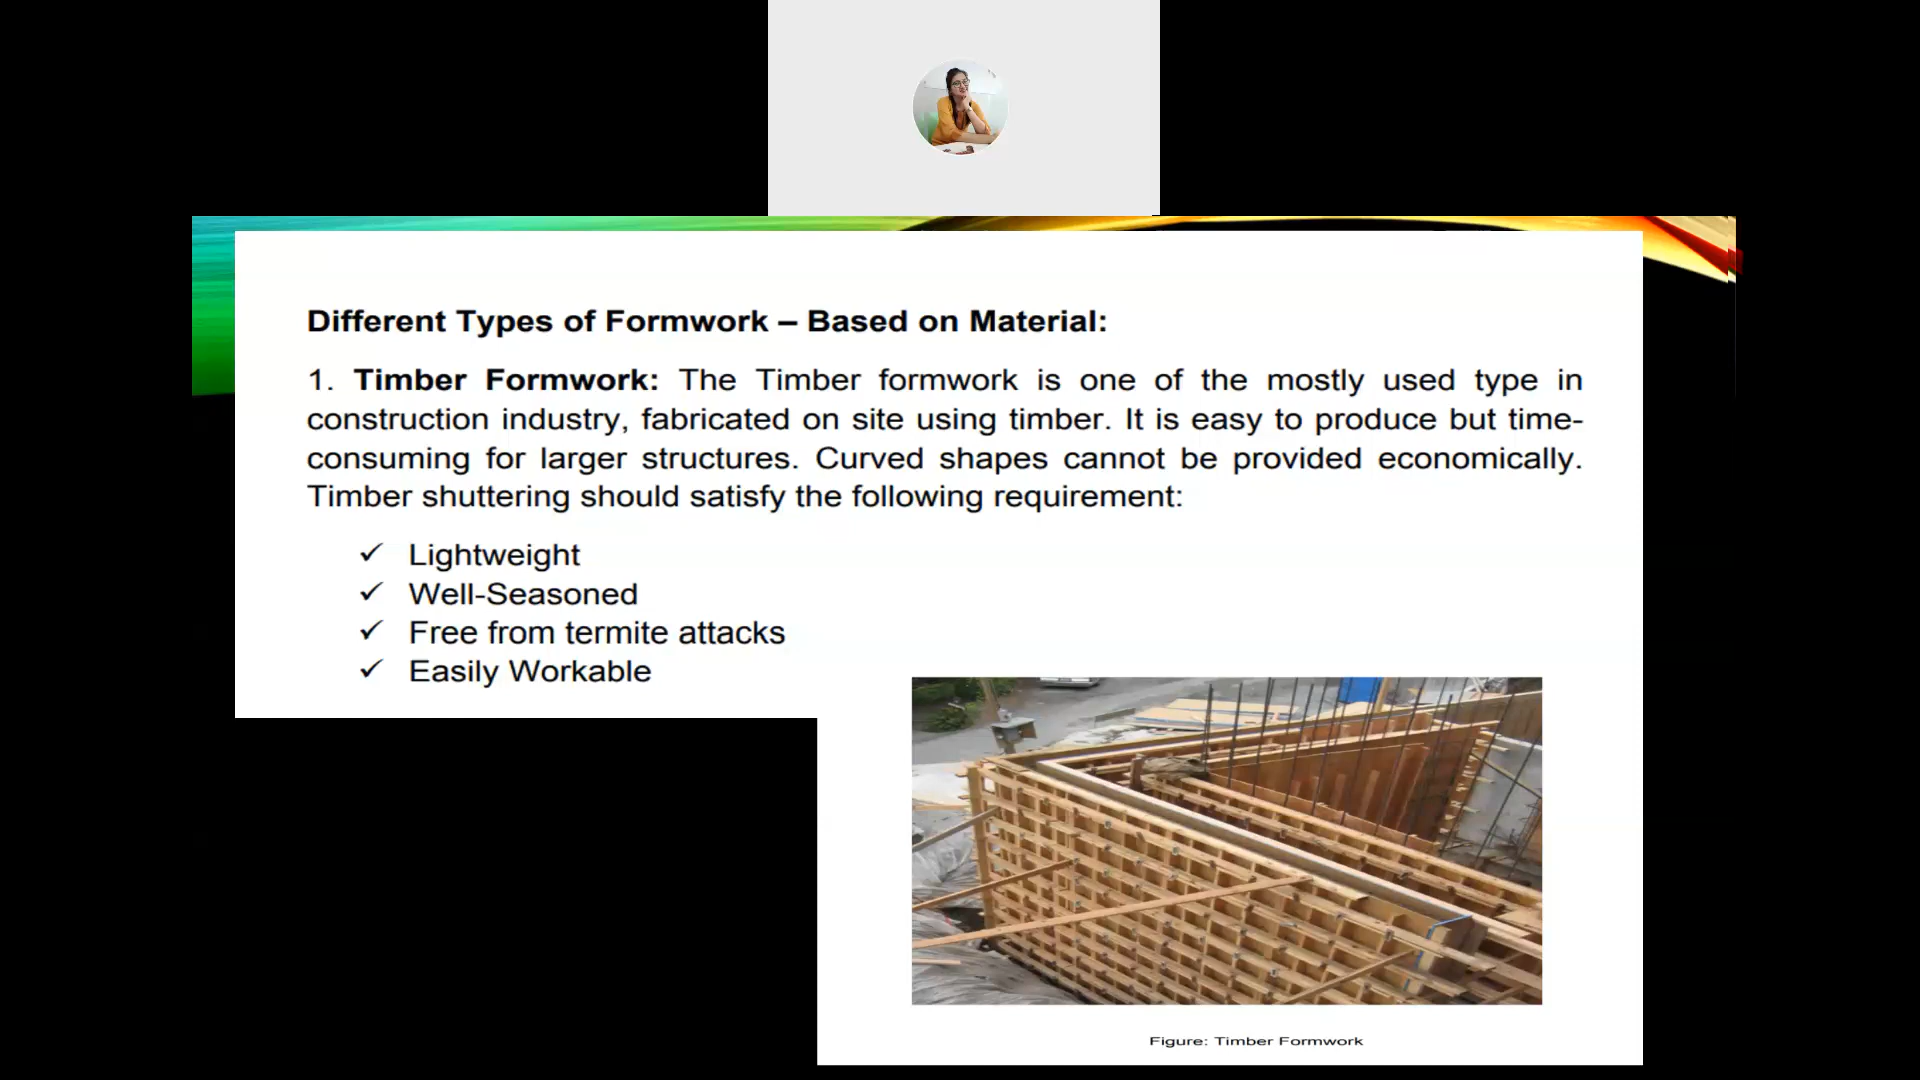 Different Types of Formwork – Based on Material:
1. Timber Formwork: The Timber formwork is one of the mostly used type in
construction industry, fabricated on site using timber. It is easy to produce but time-
consuming for larger structures. Curved shapes cannot be provided economically.
Timber shuttering should satisfy the following requirement:
✓ Lightweight
✓ Well-Seasoned
✓ Free from termite attacks
✓ Easily Workable
Figure: Timber Formwork